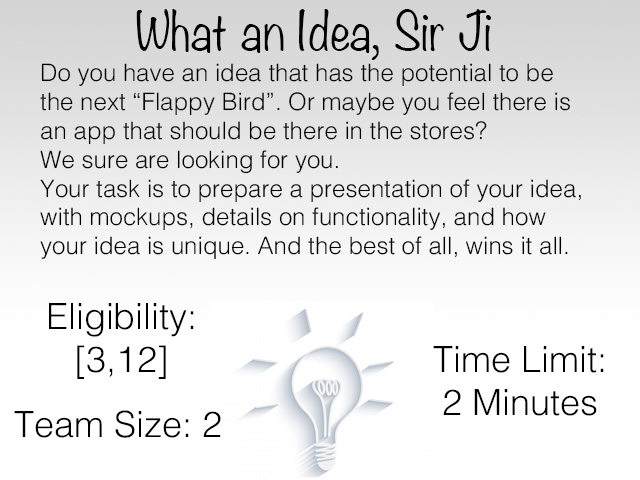 What an Idea, Sir Ji
Do you have an idea that has the potential to be
the next “Flappy Bird”. Or maybe you feel there is
an app that should be there in the stores?
We sure are looking for you.
Your task is to prepare a presentation of your idea,
with mockups, details on functionality, and how
your idea is unique. And the best of all, wins it all.
Eligibility:
[3,12]
Team Size: 2
Time Limit:
2 Minutes